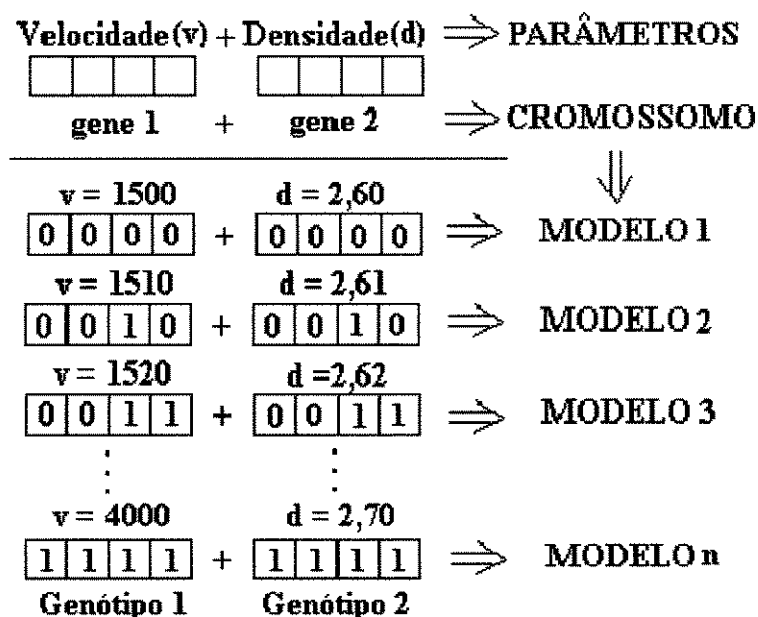 Velocidade(v) + Densidade(d) ⇒ PARÂMETROS
gene 1 + gene 2 ⇒ CROMOSSOMO
v = 1500 d = 2,60
0 0 0 0 + 0 0 0 0 ⇒ MODELO 1
v = 1510 d = 2,61
0 0 1 0 + 0 0 1 0 ⇒ MODELO 2
v = 1520 d =2,62
0 0 1 1 + 0 0 1 1 ⇒ MODELO 3
v = 4000 d = 2,70
1 1 1 1 + 1 1 1 1 ⇒ MODELO n
Genótipo 1 Genótipo 2